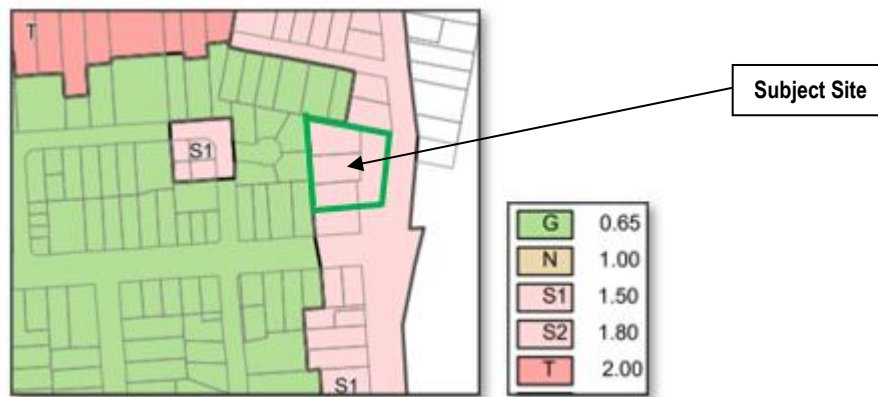 T
S1
S1
Subject Site
G 0.65
N 1.00
S1 1.50
S2 1.80
T 2.00